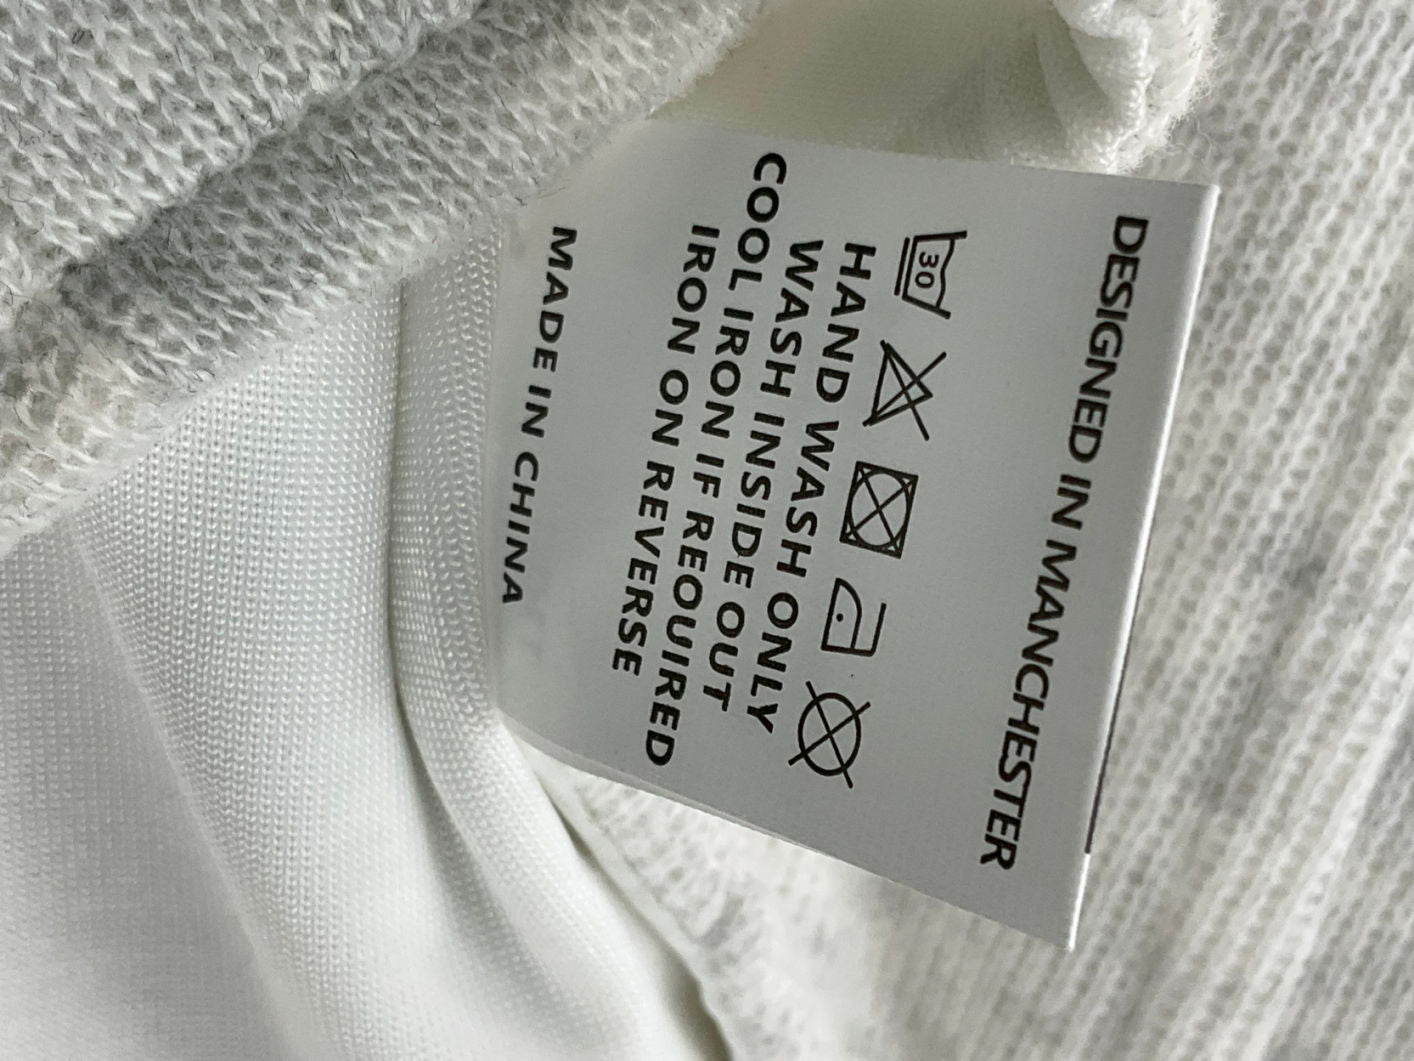 DESIGNED IN MANCHESTER
30
HAND WASH ONLY
WASH INSIDE OUT
COOL IRON IF REQUIRED
IRON ON REVERSE
MADE IN CHINA